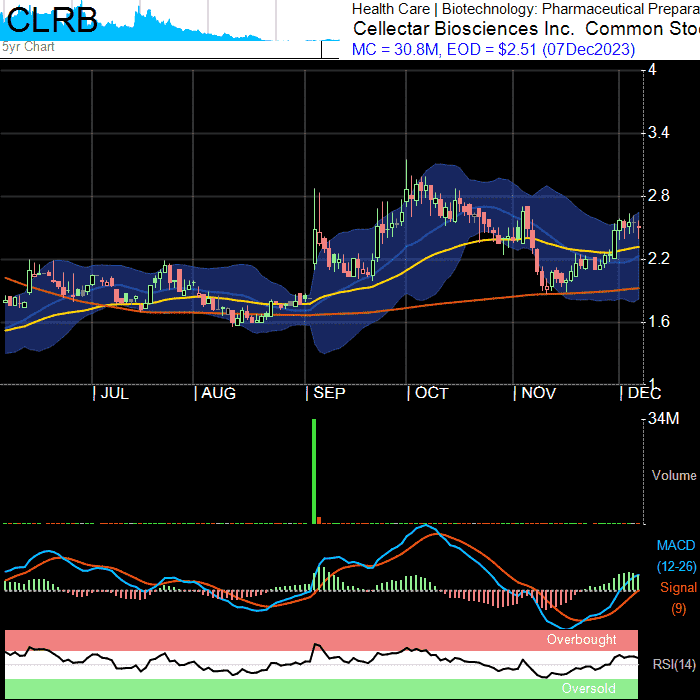 CLRB
5yr Chart
Health Care | Biotechnology: Pharmaceutical Prepara
Cellectar Biosciences Inc. Common Sto
MC = 30.8M, EOD = $2.51 (07Dec2023)
4
3.4
2.8
2.2
1.6
1
JUL AUG SEP OCT NOV DEC
34M
Volume
MACD
(12-26)
Signal
(9)
Overbought
RSI(14)
Oversold